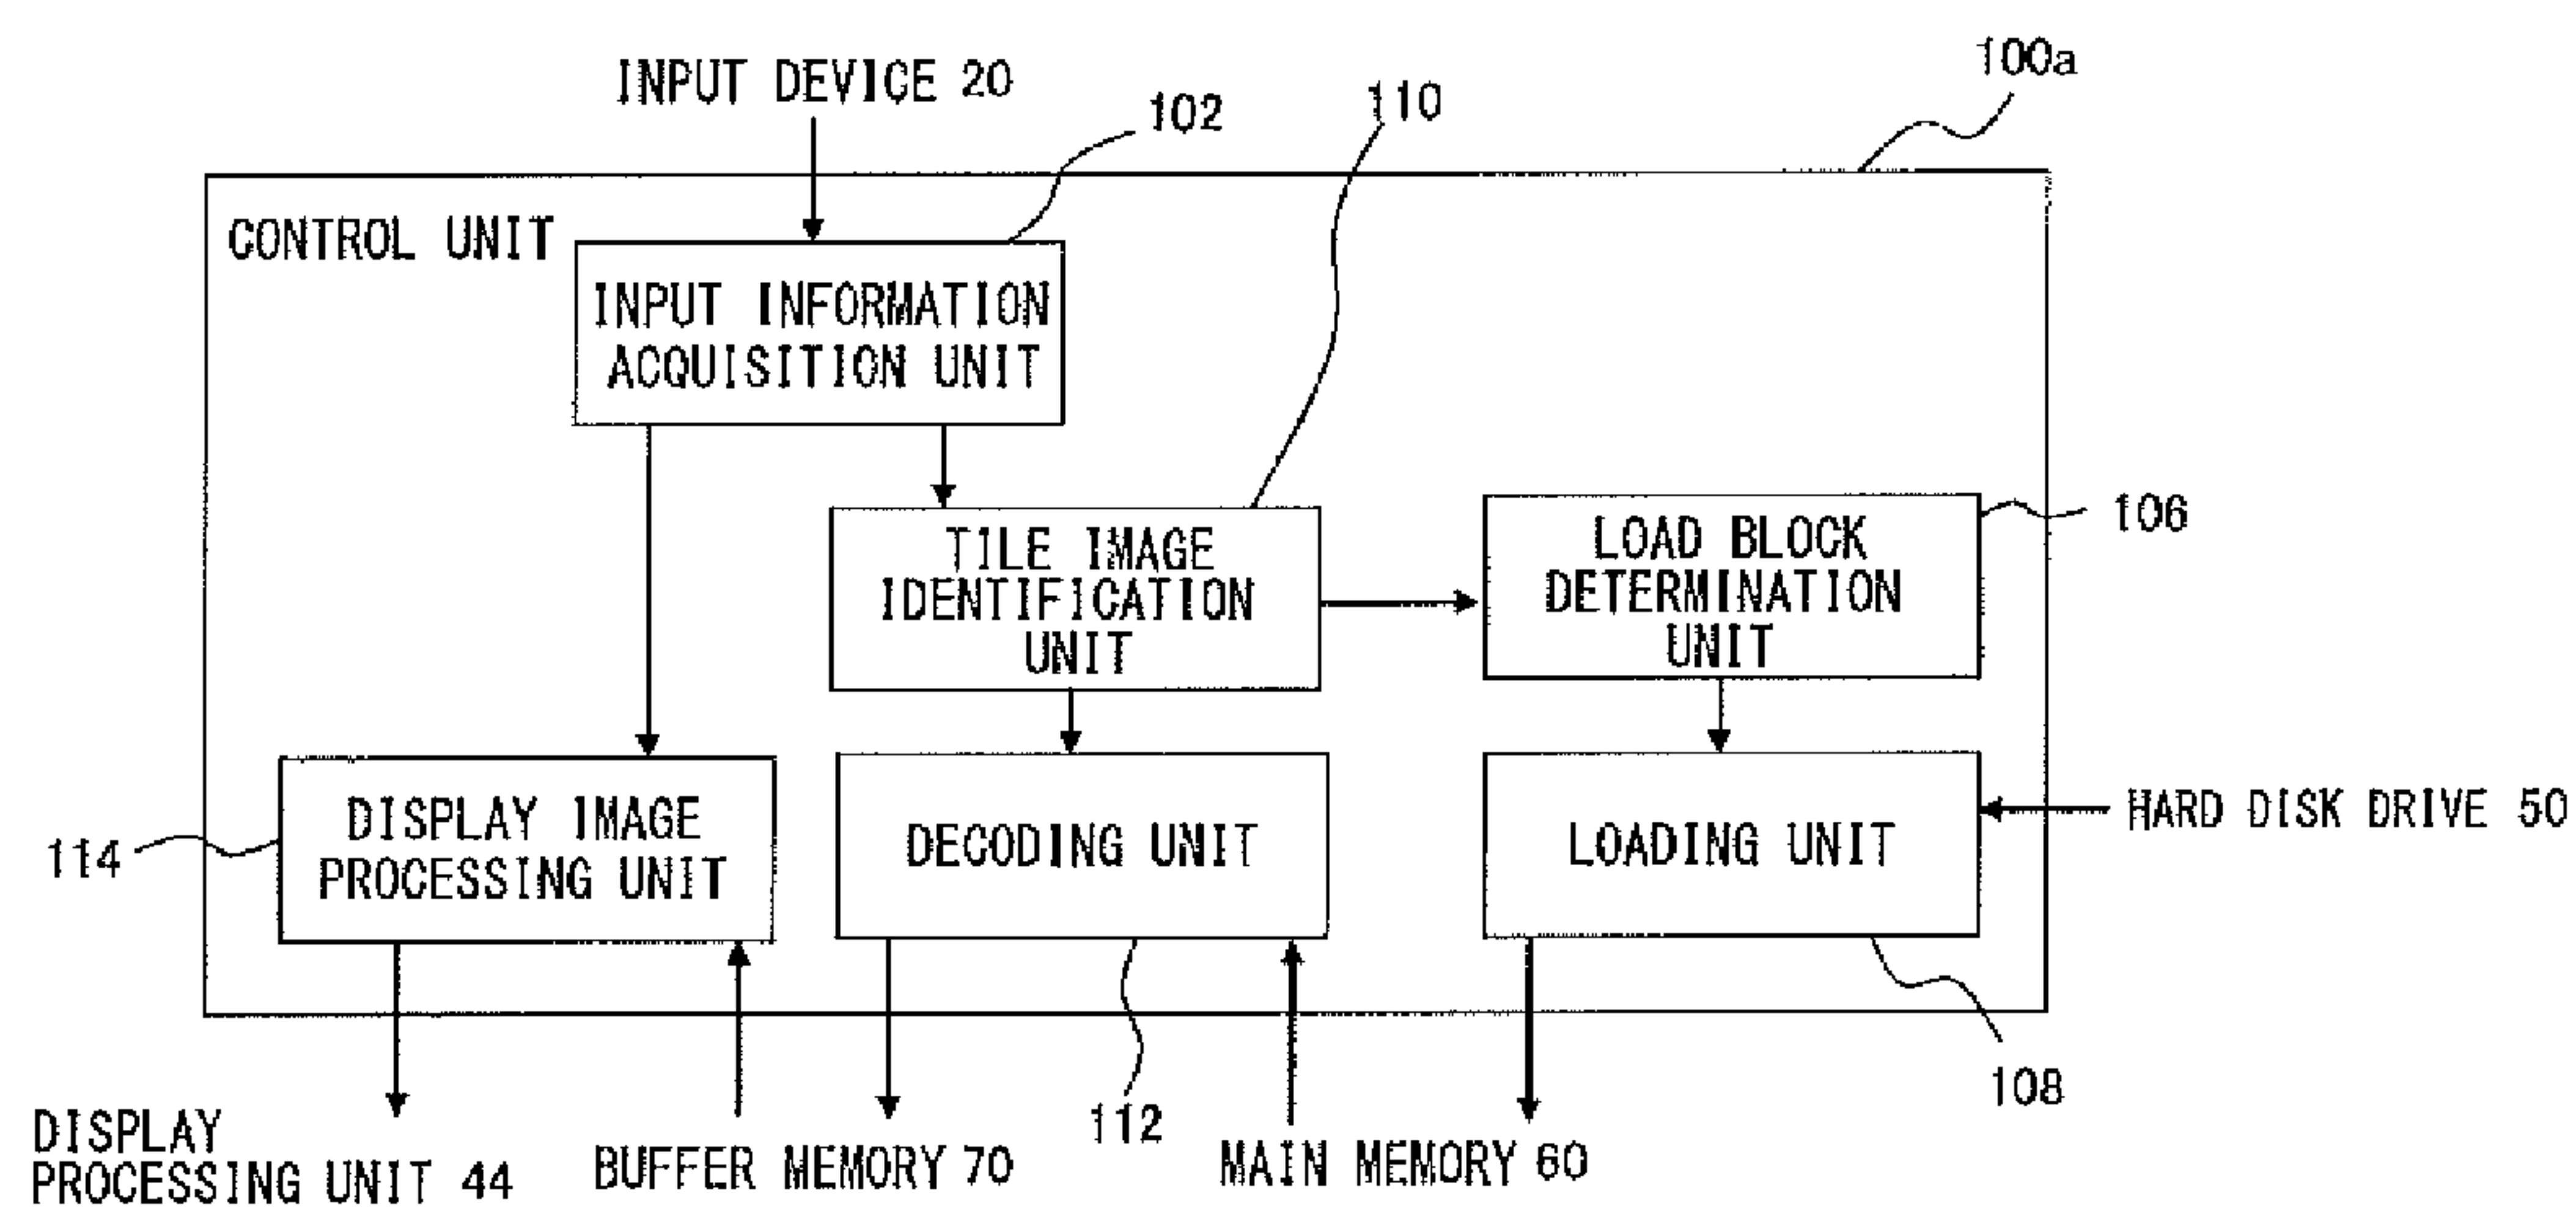 100a
INPUT DEVICE 20
102
110
CONTROL UNIT
INPUT INFORMATION
ACQUISITION UNIT
TILE IMAGE
IDENTIFICATION
UNIT
LOAD BLOCK
DETERMINATION
UNIT
106
114
DISPLAY IMAGE
PROCESSING UNIT
DECODING UNIT
LOADING UNIT
HARD DISK DRIVE 50
112
108
DISPLAY
PROCESSING UNIT 44
BUFFER MEMORY 70
MAIN MEMORY 60